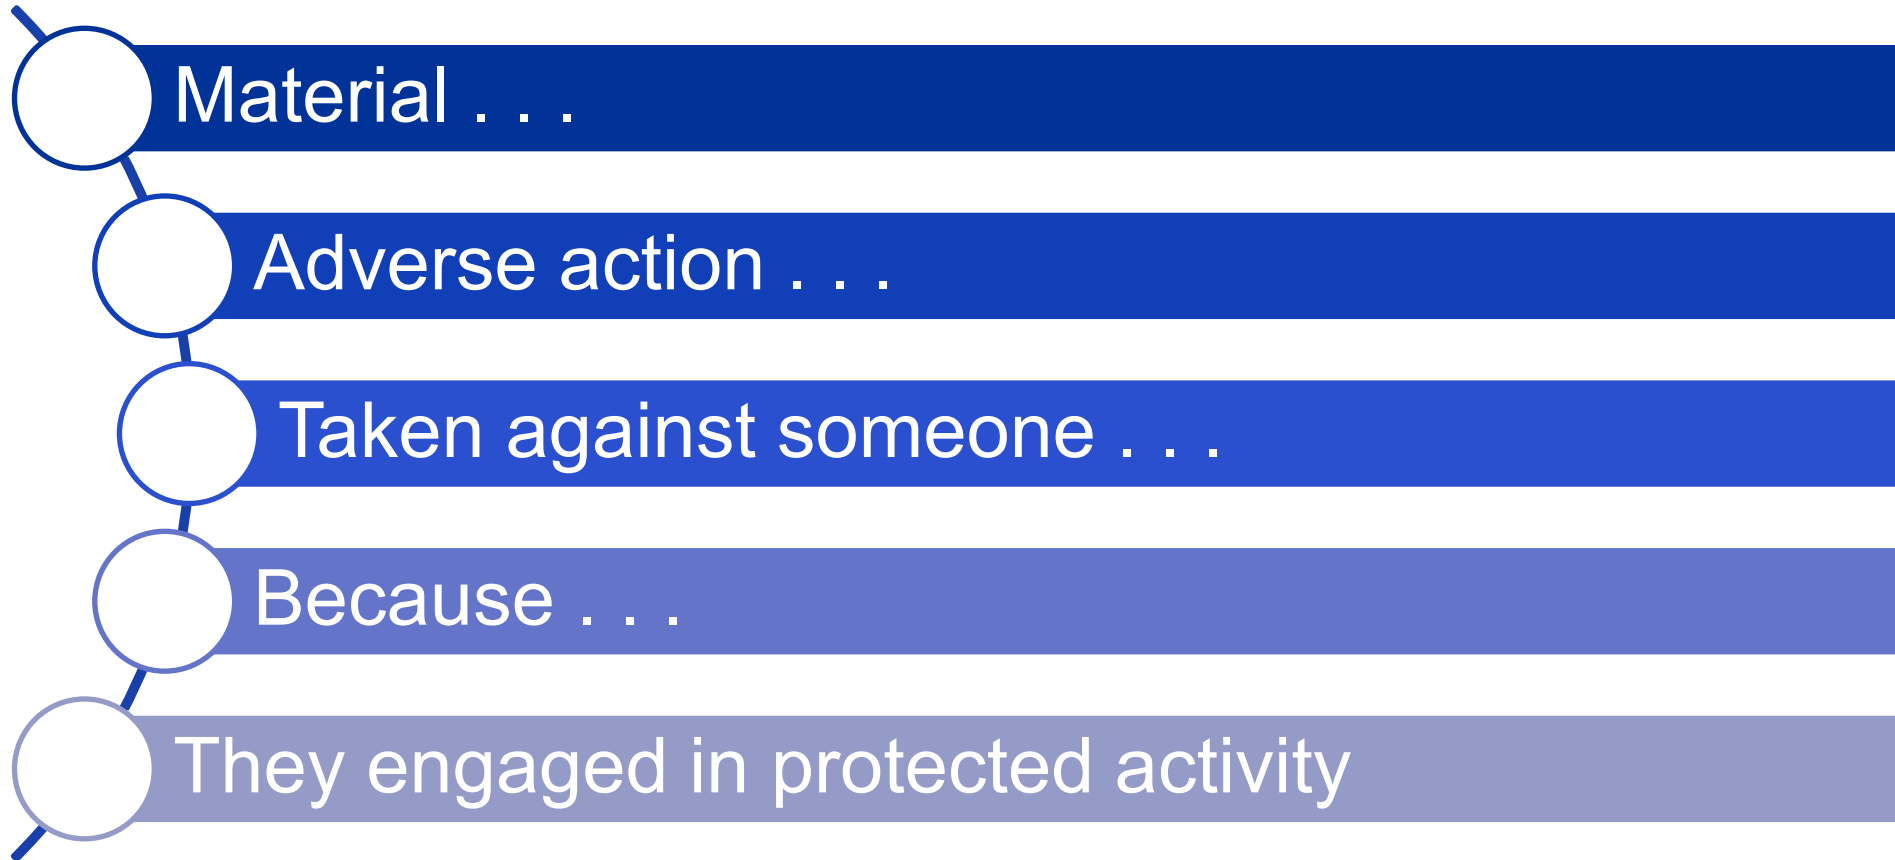 Material . . .
Adverse action . . .
Taken against someone . . .
Because . . .
They engaged in protected activity